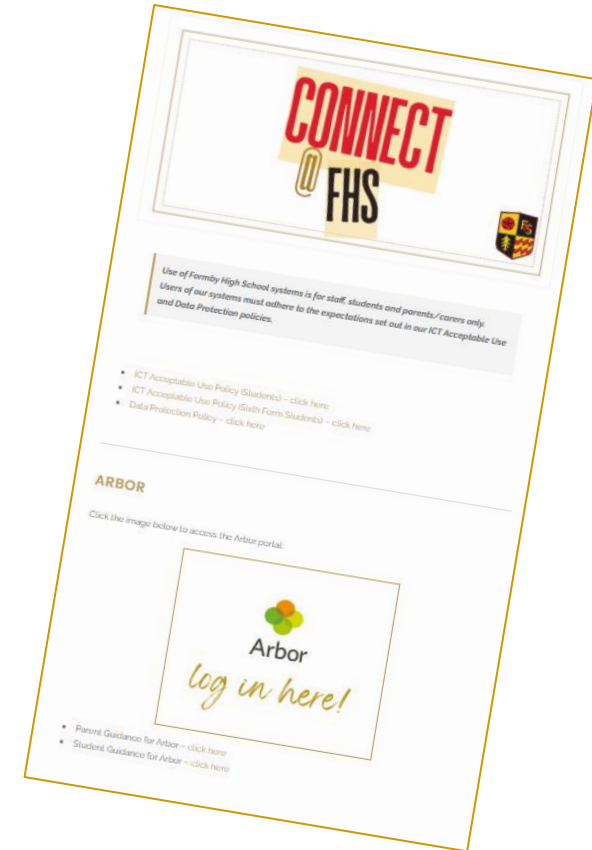 CONNECT
@
FHS
FS
Use of Formby High School systems is for staff, students and parents/carers only.
Users of our systems must adhere to the expectations set out in our ICT Acceptable Use
and Data Protection policies.
ICT Acceptable Use Policy (Students) – click here
ICT Acceptable Use Policy (Sixth Form Students) – click here
Data Protection Policy – click here
ARBOR
Click the image below to access the Arbor portal:
Arbor
log in here!
Parent Guidance for Arbor – click here
Student Guidance for Arbor – click here